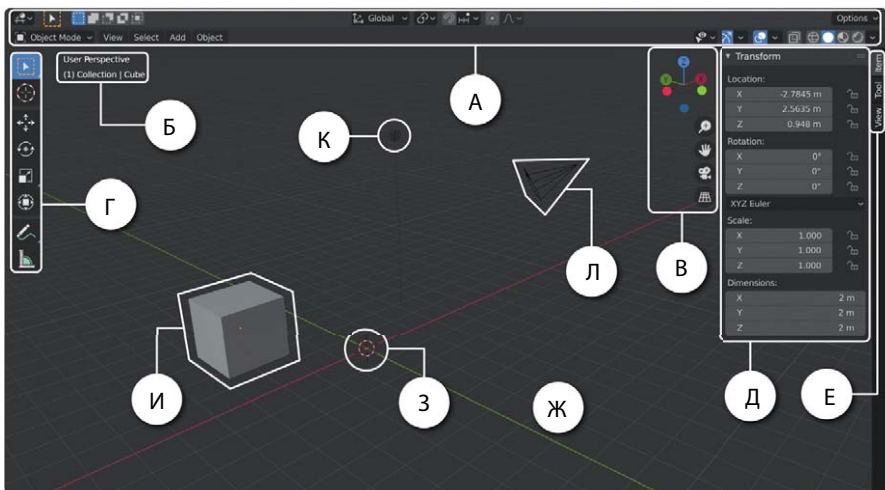 Global
Options
Object Mode View Select Add Object
User Perspective
(1) Collection | Cube
А
Б
В
Г
Д
Е
Ж
З
И
К
Л
Z
Y
X
Transform
Location:
X -2.7845 m
Y 2.5635 m
Z 0.948 m
Rotation:
X 0°
Y 0°
Z 0°
XYZ Euler
Scale:
X 1.000
Y 1.000
Z 1.000
Dimensions:
X 2 m
Y 2 m
Z 2 m
Item
Tool
View